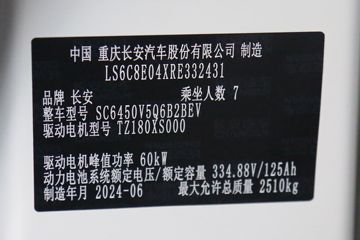 中国 重庆长安汽车股份有限公司 制造
LS6C8E04XRE332431
品牌 长安 乘坐人数 7
整车型号 SC6450V5Q6B2BEV
驱动电机型号 TZ180XS000
驱动电机峰值功率 60kW
动力电池系统额定电压/额定容量 334.88V/125Ah
制造年月 2024-06 最大允许总质量 2510kg